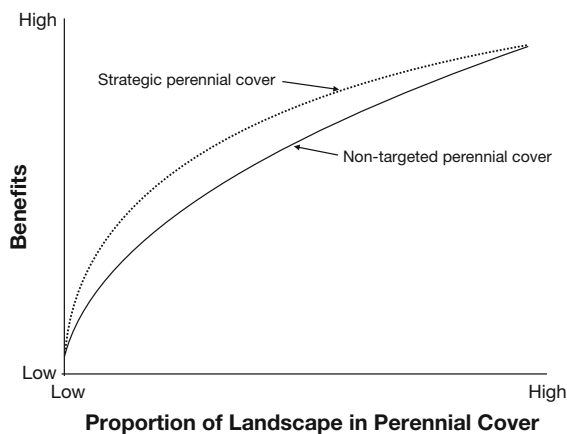 High
Strategic perennial cover
Non-targeted perennial cover
Benefits
Low
Low
High
Proportion of Landscape in Perennial Cover